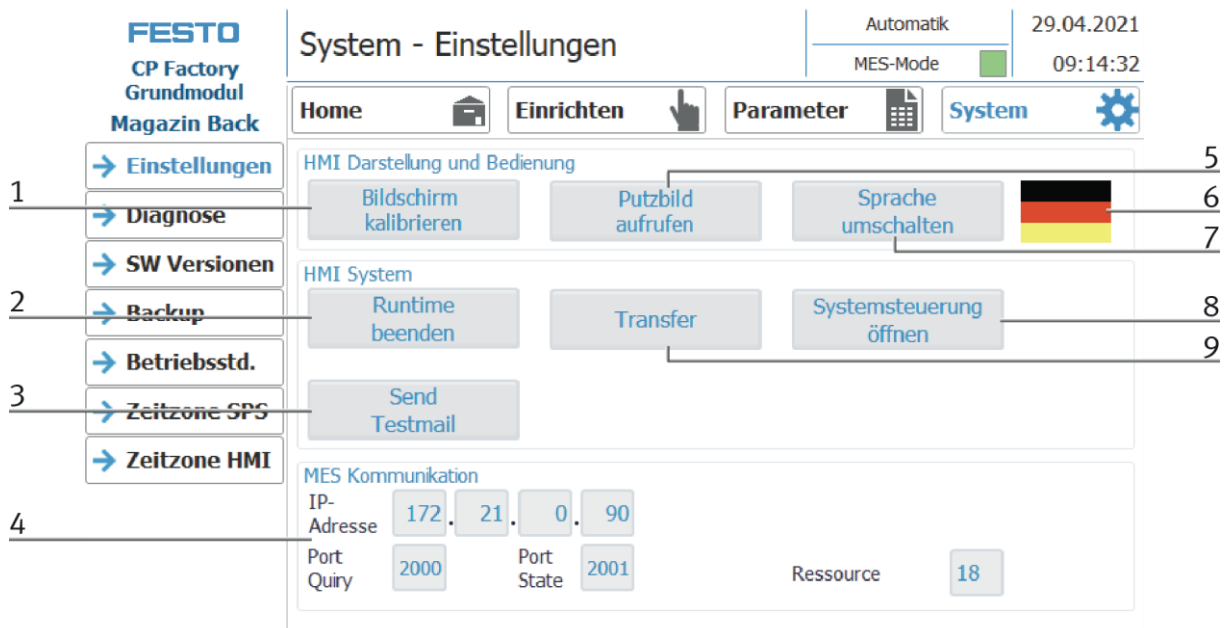 FESTO
CP Factory
Grundmodul
Magazin Back
System - Einstellungen
Automatik
MES-Mode
29.04.2021
09:14:32
Home
Einrichten
Parameter
System
Einstellungen
Diagnose
SW Versionen
Backup
Betriebsstd.
Zeitzone SPS
Zeitzone HMI
1
2
3
4
HMI Darstellung und Bedienung
Bildschirm
kalibrieren
Putzbild
aufrufen
Sprache
umschalten
HMI System
Runtime
beenden
Transfer
Systemsteuerung
öffnen
Send
Testmail
MES Kommunikation
IP-
Adresse
172 . 21 . 0 . 90
Port
Quiry
2000
Port
State
2001
Ressource
18
5
6
7
8
9